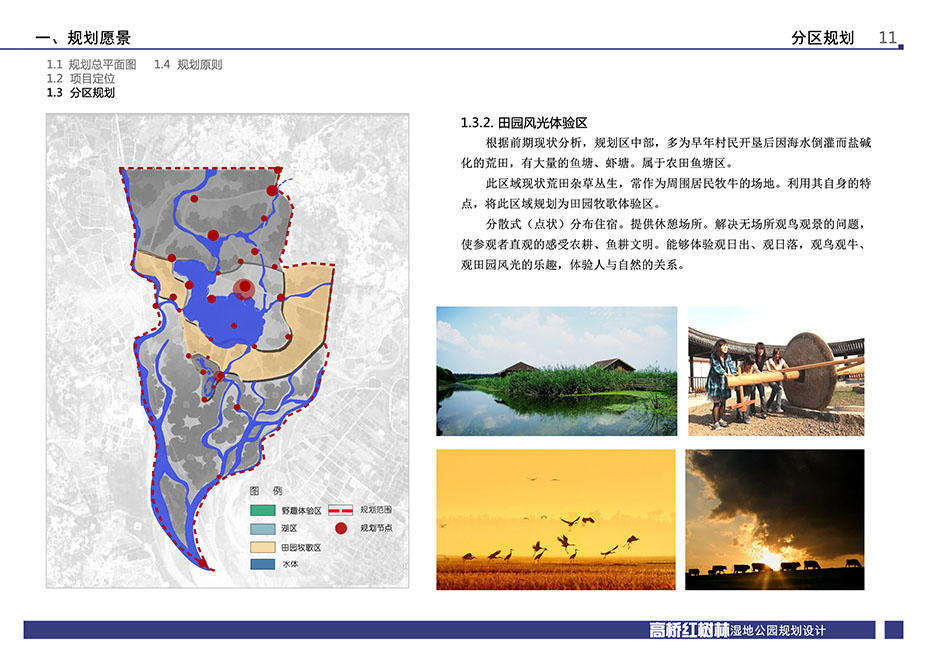 一、规划愿景
分区规划 11
1.1 规划总平面图 1.4 规划原则
1.2 项目定位
1.3 分区规划
1.3.2. 田园风光体验区
根据前期现状分析，规划区中部，多为早年村民开垦后因海水倒灌而盐碱
化的荒田，有大量的鱼塘、虾塘。属于农田鱼塘区。
此区域现状荒田杂草丛生，常作为周围居民牧牛的场地。利用其自身的特
点，将此区域规划为田园牧歌体验区。
分散式（点状）分布住宿。提供休憩场所。解决无场所观鸟观景的问题，
使参观者直观的感受农耕、鱼耕文明。能够体验观日出、观日落，观鸟观牛、
观田园风光的乐趣，体验人与自然的关系。
图 例
野趣体验区 规划范围
湖区 规划节点
田园牧歌区
水体
高桥红树林湿地公园规划设计